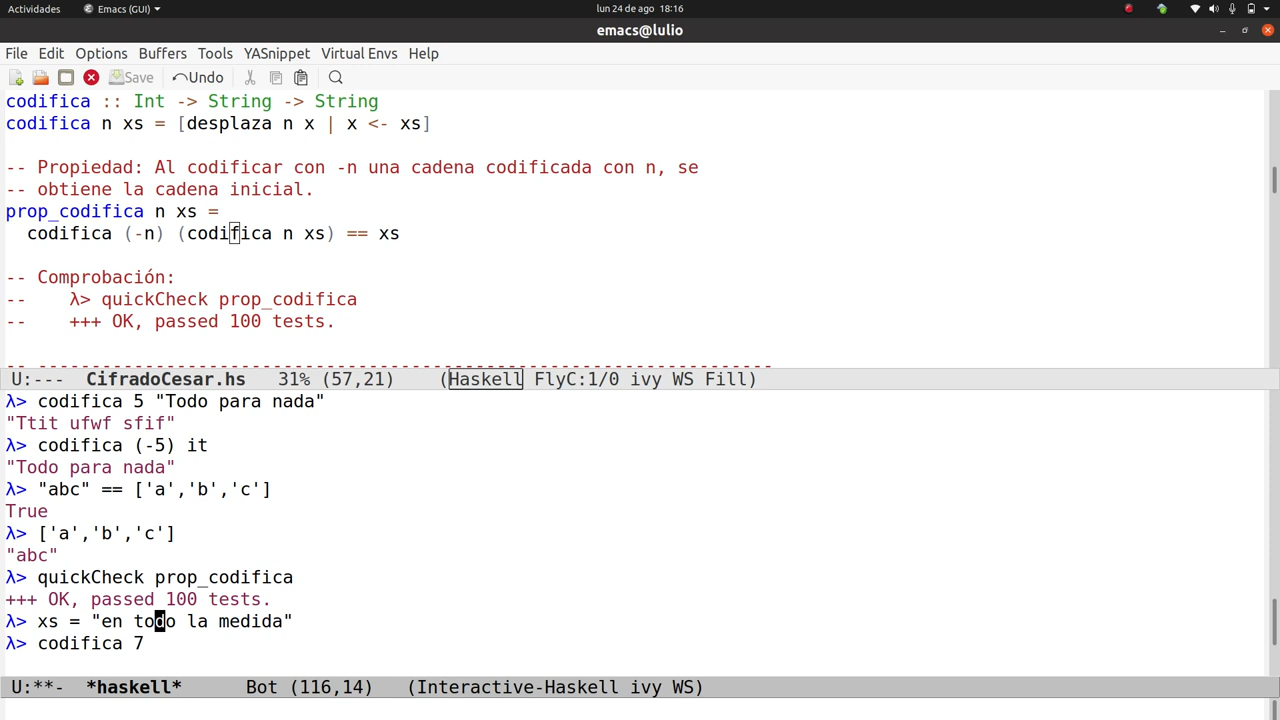 Actividades Emacs (GUI) lun 24 de ago 18:16
emacs@lulio
File Edit Options Buffers Tools YASnippet Virtual Envs Help
Save Undo
codifica :: Int -> String -> String
codifica n xs = [desplaza n x | x <- xs]
-- Propiedad: Al codificar con -n una cadena codificada con n, se
-- obtiene la cadena inicial.
prop_codifica n xs =
  codifica (-n) (codifica n xs) == xs
-- Comprobación:
--    λ> quickCheck prop_codifica
--    +++ OK, passed 100 tests.
-- ---------------------------------------------------------------------
U:---  CifradoCesar.hs   31% (57,21)    (Haskell FlyC:1/0 ivy WS Fill)
λ> codifica 5 "Todo para nada"
"Ttit ufwf sfif"
λ> codifica (-5) it
"Todo para nada"
λ> "abc" == ['a','b','c']
True
λ> ['a','b','c']
"abc"
λ> quickCheck prop_codifica
+++ OK, passed 100 tests.
λ> xs = "en todo la medida"
λ> codifica 7
U:**-  *haskell*      Bot (116,14)   (Interactive-Haskell ivy WS)